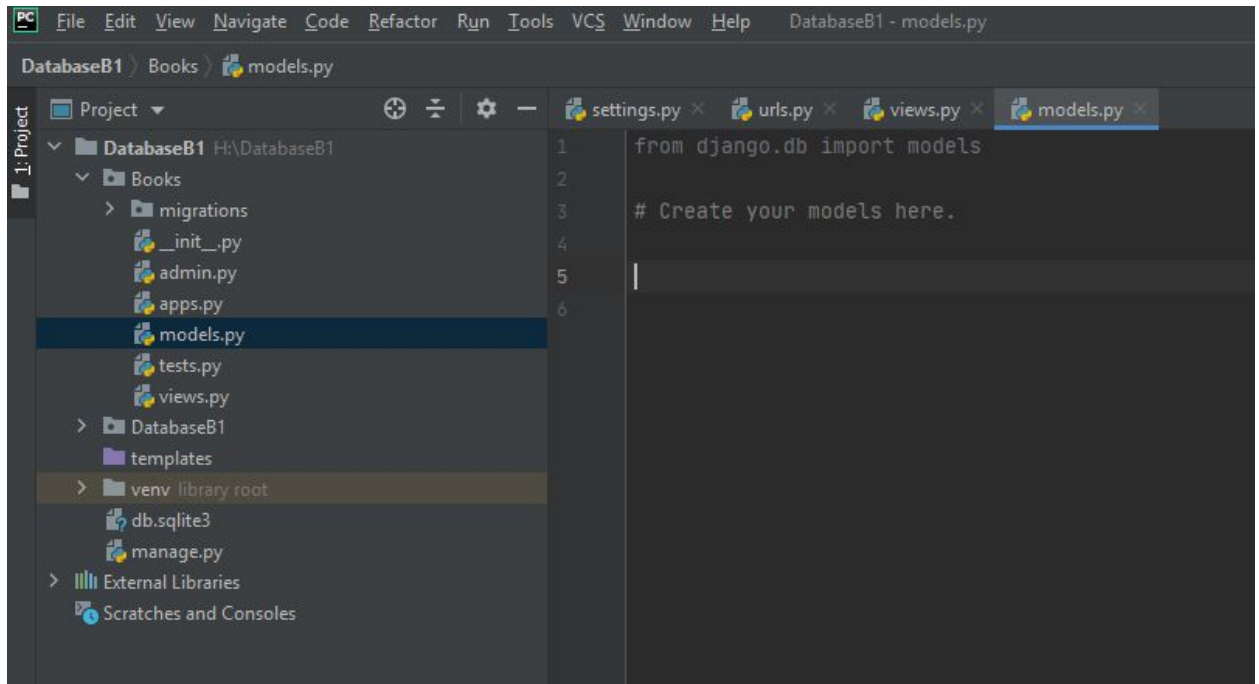 PC File Edit View Navigate Code Refactor Run Tools VCS Window Help DatabaseB1 - models.py
DatabaseB1 Books models.py
1: Project
Project
settings.py urls.py views.py models.py
DatabaseB1 H:\DatabaseB1
Books
migrations
__init__.py
admin.py
apps.py
models.py
tests.py
views.py
DatabaseB1
templates
venv library root
db.sqlite3
manage.py
External Libraries
Scratches and Consoles
1 from django.db import models
2
3 # Create your models here.
4
5
6